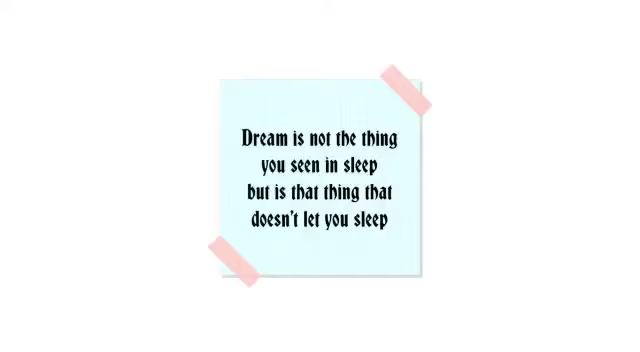 Dream is not the thing
you seen in sleep
but is that thing that
doesn't let you sleep